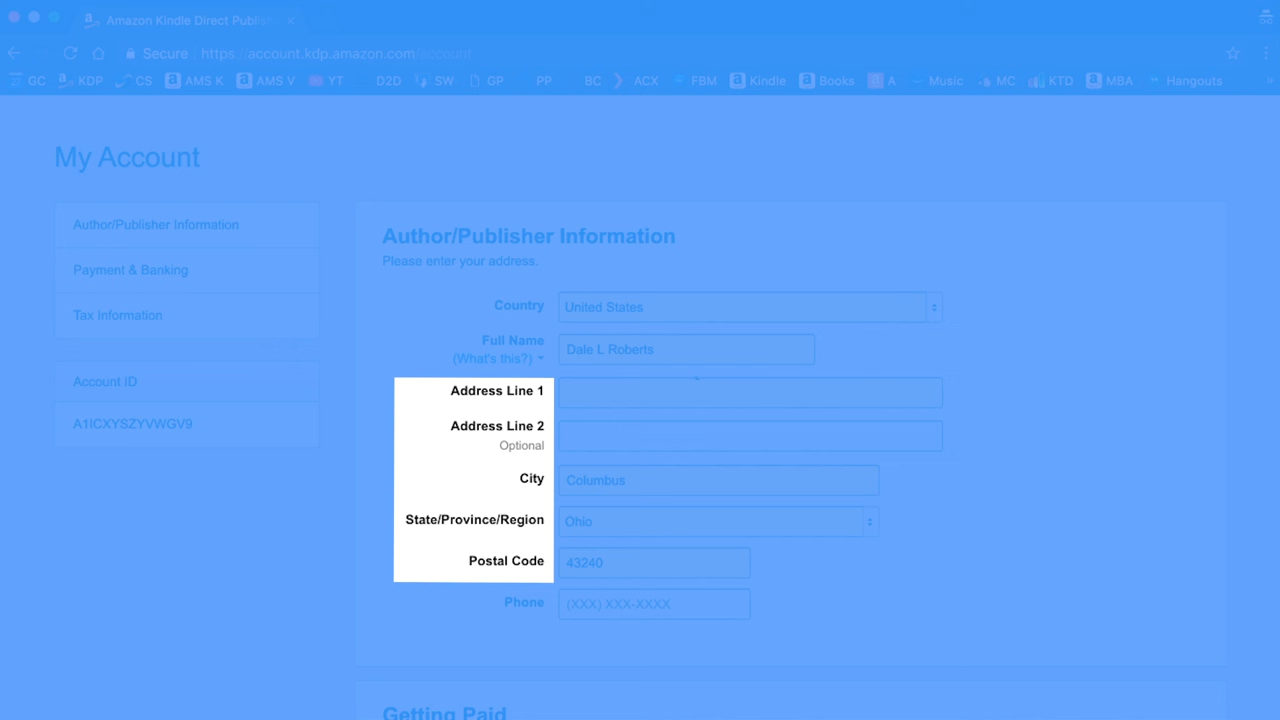 Amazon Kindle Direct Publish
Secure https://account.kdp.amazon.com/account
GC KDP CS AMS K AMS V YT D2D SW GP PP BC ACX FBM Kindle Books A Music MC KTD MBA Hangouts »
My Account
Author/Publisher Information
Payment & Banking
Tax Information
Account ID
A1ICXYSZYVWGV9
Author/Publisher Information
Please enter your address.
Country United States
Full Name
(What's this?) Dale L Roberts
Address Line 1
Address Line 2
Optional
City Columbus
State/Province/Region Ohio
Postal Code 43240
Phone (XXX) XXX-XXXX
Getting Paid